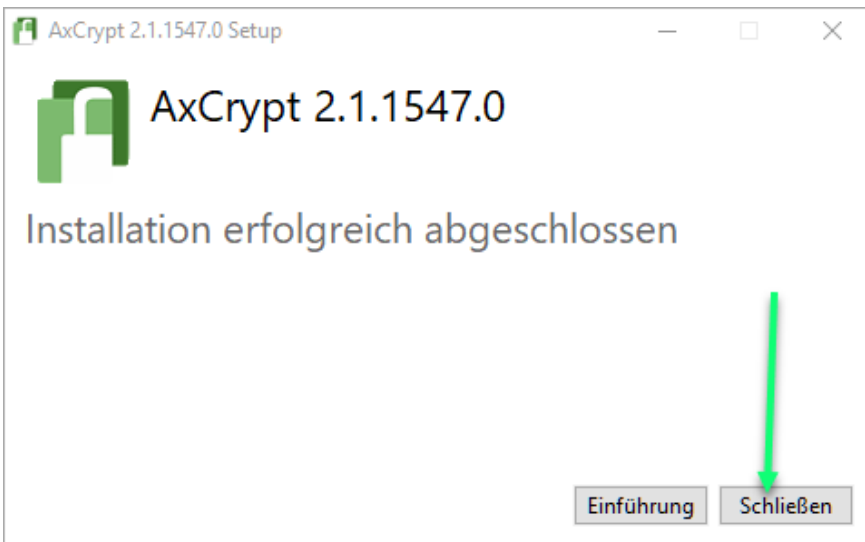 AxCrypt 2.1.1547.0 Setup
AxCrypt 2.1.1547.0
Installation erfolgreich abgeschlossen
Einführung Schließen